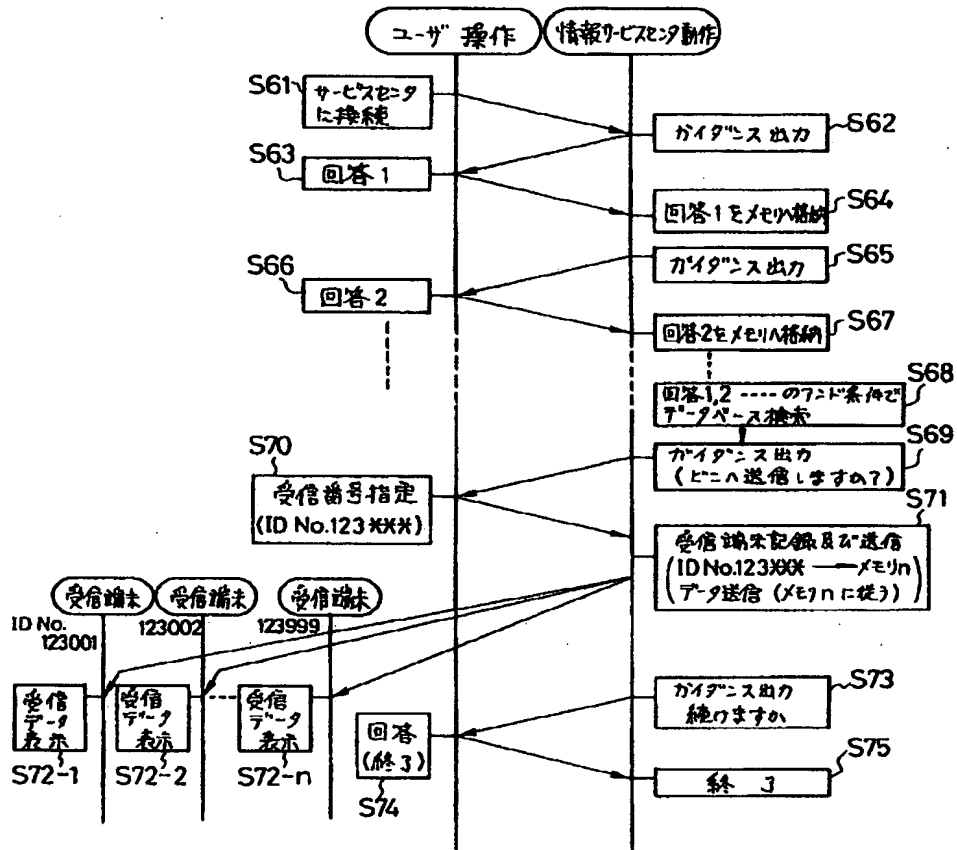 ユーザ 操作
情報サービスセンタ動作
S61
サービスセンタ
に接続
ガイダンス出力
S62
S63
回答1
回答1をメモリへ格納
S64
ガイダンス出力
S65
S66
回答2
回答2をメモリへ格納
S67
回答1,2 ---- のアンド条件で
データベース検索
S68
ガイダンス出力
(どこへ送信しますか?)
S69
S70
受信番号指定
(ID No.123***)
S71
受信端末記録及び送信
ID No.123*** → メモリn
データ送信 (メモリnに従う)
受信端末
受信端末
受信端末
ID No.
123001
123002
123999
受信
データ
表示
S72-1
受信
データ
表示
S72-2
受信
データ
表示
S72-n
ガイダンス出力
続けますか
S73
回答
(終了)
S74
終 了
S75